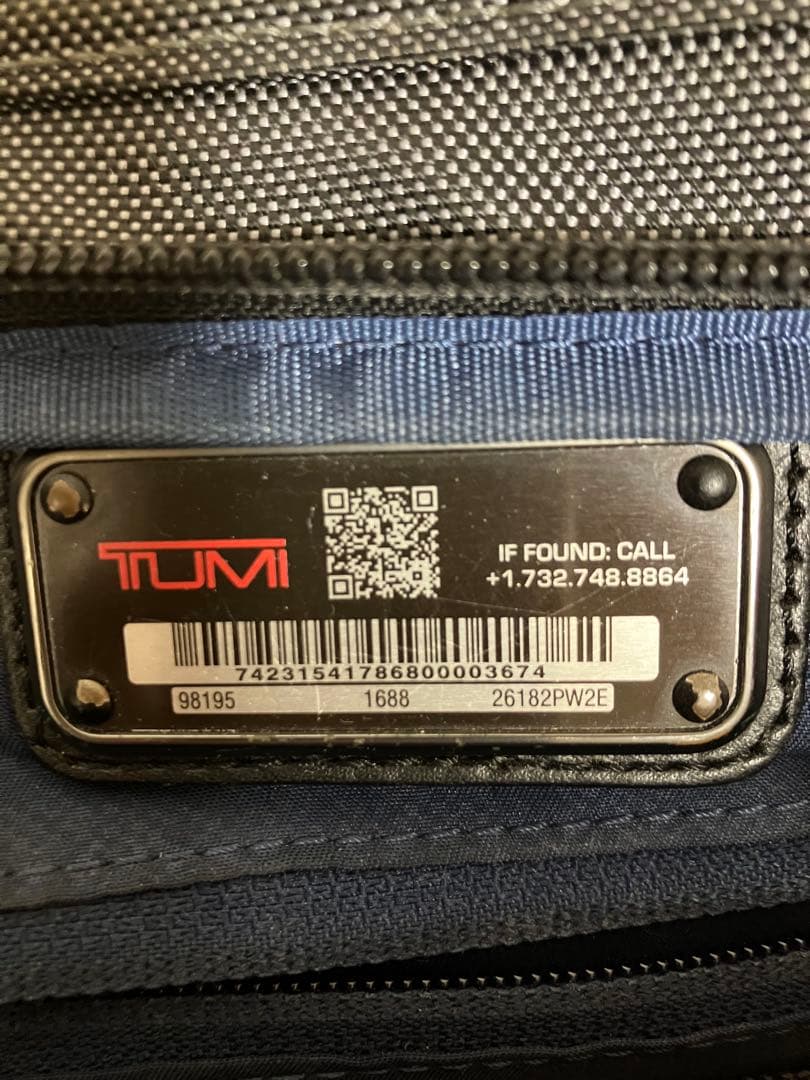 TUMI
IF FOUND: CALL
+1.732.748.8864
74231541786800003674
98195 1688 26182PW2E